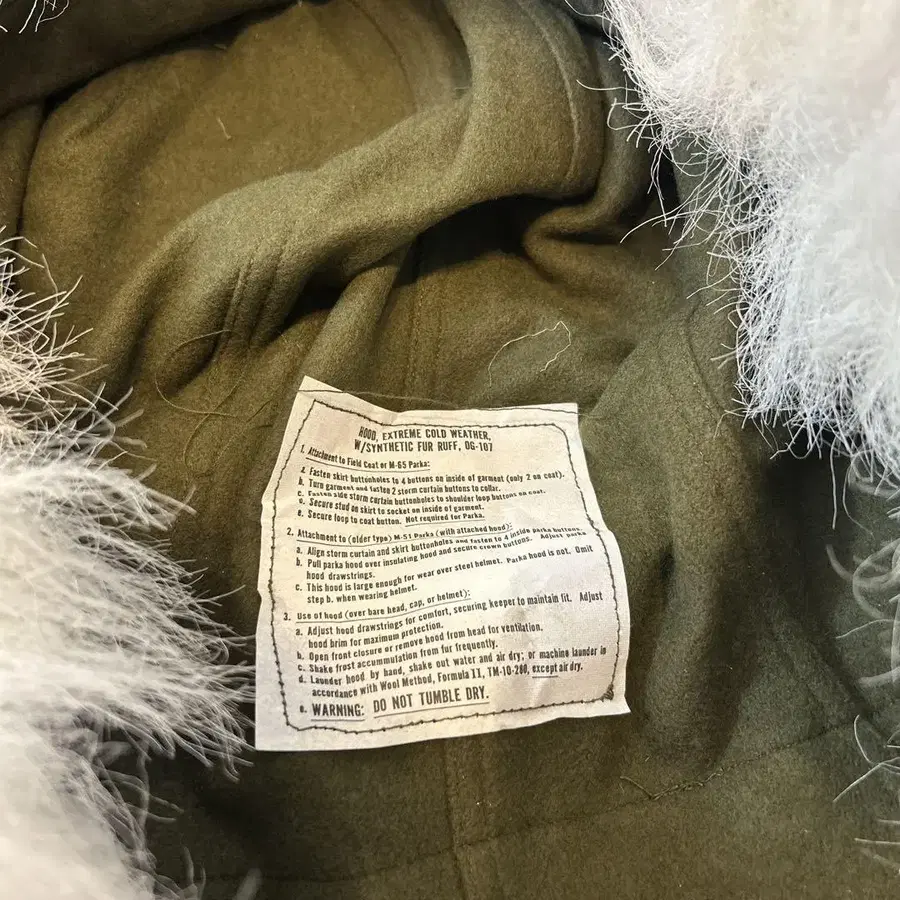 HOOD, EXTREME COLD WEATHER,
W/SYNTHETIC FUR RUFF, OG-107
1. Attachment to Field Coat or M-65 Parka:
a. Fasten skirt buttonholes to 4 buttons on inside of garment (only 2 on coat).
b. Turn garment and fasten 2 storm curtain buttons to collar.
c. Fasten side storm curtain buttonholes to shoulder loop buttons on coat.
d. Secure stud on skirt to socket on inside of garment.
e. Secure loop to coat button. Not required for Parka.
2. Attachment to (older type) M-51 Parka (with attached hood):
a. Align storm curtain and skirt buttonholes and fasten to 4 inside parka buttons.
b. Pull parka hood over insulating hood and secure crown buttons. Adjust parka
hood drawstrings.
c. This hood is large enough for wear over steel helmet. Parka hood is not. Omit
step b. when wearing helmet.
3. Use of hood (over bare head, cap, or helmet):
a. Adjust hood drawstrings for comfort, securing keeper to maintain fit. Adjust
hood brim for maximum protection.
b. Open front closure or remove hood from head for ventilation.
c. Shake frost accummulation from fur frequently.
d. Launder hood by hand, shake out water and air dry; or machine launder in
accordance with Wool Method, Formula II, TM-10-280, except air dry.
e. WARNING: DO NOT TUMBLE DRY.